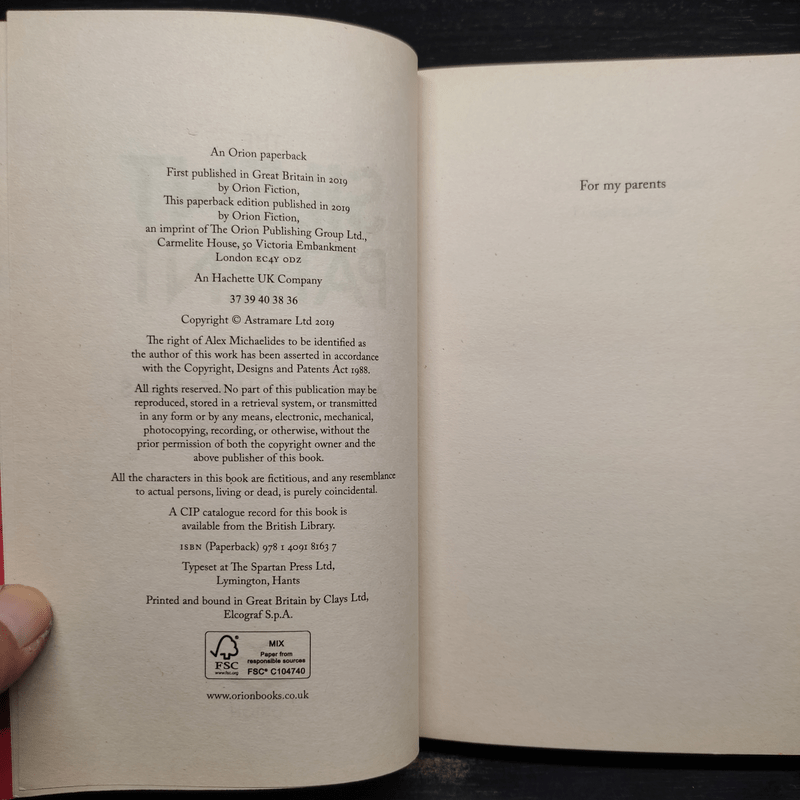 An Orion paperback
First published in Great Britain in 2019
by Orion Fiction,
This paperback edition published in 2019
by Orion Fiction,
an imprint of The Orion Publishing Group Ltd.,
Carmelite House, 50 Victoria Embankment
London EC4Y 0DZ
An Hachette UK Company
37 39 40 38 36
Copyright © Astramare Ltd 2019
The right of Alex Michaelides to be identified as
the author of this work has been asserted in accordance
with the Copyright, Designs and Patents Act 1988.
All rights reserved. No part of this publication may be
reproduced, stored in a retrieval system, or transmitted
in any form or by any means, electronic, mechanical,
photocopying, recording, or otherwise, without the
prior permission of both the copyright owner and the
above publisher of this book.
All the characters in this book are fictitious, and any resemblance
to actual persons, living or dead, is purely coincidental.
A CIP catalogue record for this book is
available from the British Library.
ISBN (Paperback) 978 1 4091 8163 7
Typeset at The Spartan Press Ltd,
Lymington, Hants
Printed and bound in Great Britain by Clays Ltd,
Elcograf S.p.A.
FSC
www.fsc.org
MIX
Paper from
responsible sources
FSC® C104740
www.orionbooks.co.uk
For my parents